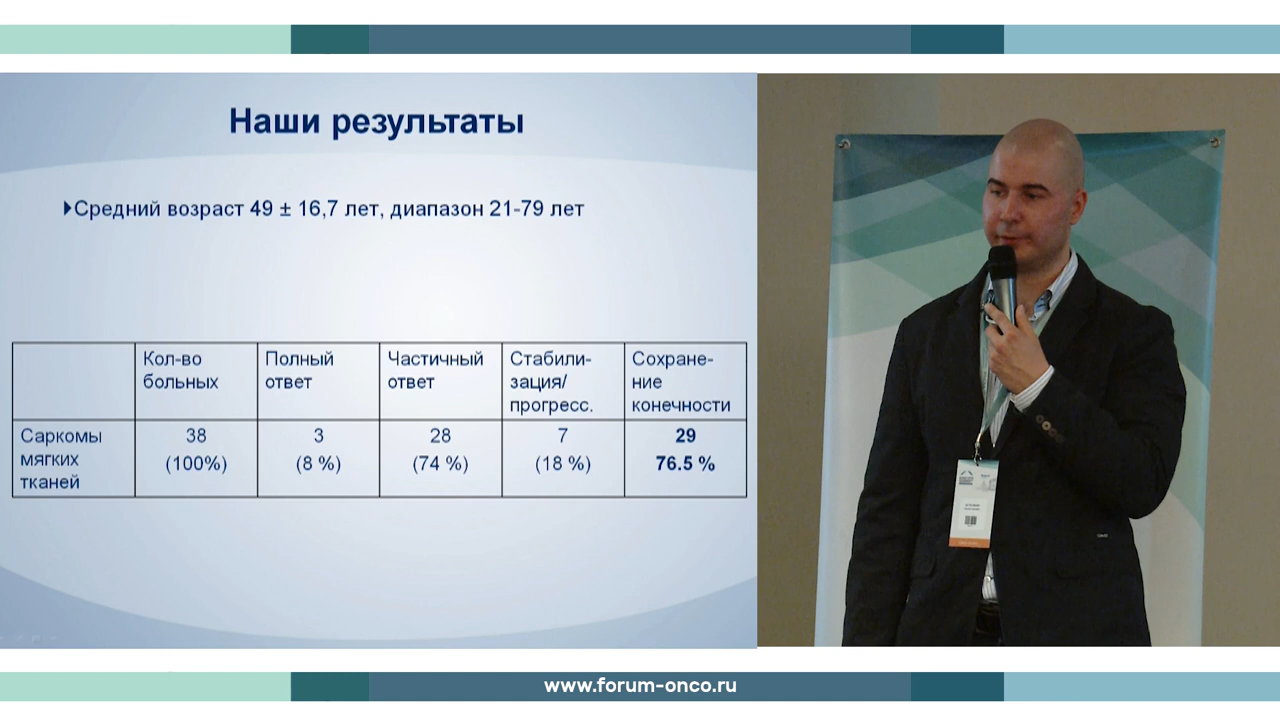 Наши результаты
Средний возраст 49 ± 16,7 лет, диапазон 21-79 лет
Кол-во
больных
Полный
ответ
Частичный
ответ
Стабили-
зация/
прогресс.
Сохране-
ние
конечности
Саркомы
мягких
тканей
38
(100%)
3
(8 %)
28
(74 %)
7
(18 %)
29
76.5 %
www.forum-onco.ru